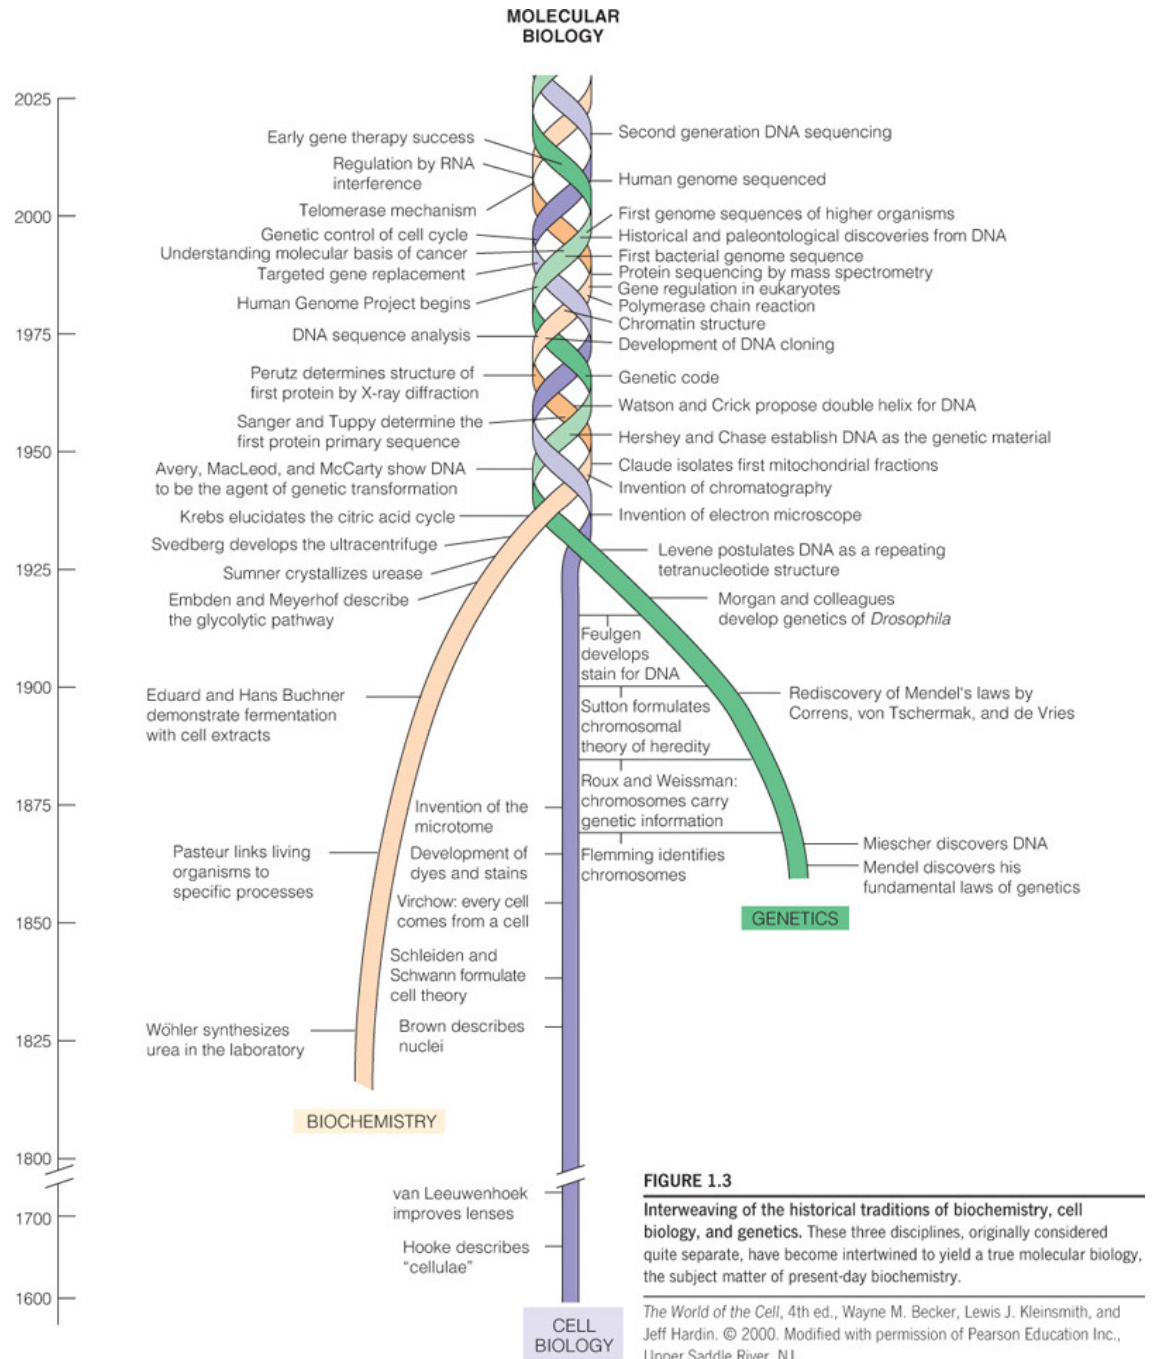 MOLECULAR
BIOLOGY
2025
2000
1975
1950
1925
1900
1875
1850
1825
1800
1700
1600
Early gene therapy success
Regulation by RNA
interference
Telomerase mechanism
Genetic control of cell cycle
Understanding molecular basis of cancer
Targeted gene replacement
Human Genome Project begins
DNA sequence analysis
Perutz determines structure of
first protein by X-ray diffraction
Sanger and Tuppy determine the
first protein primary sequence
Avery, MacLeod, and McCarty show DNA
to be the agent of genetic transformation
Krebs elucidates the citric acid cycle
Svedberg develops the ultracentrifuge
Sumner crystallizes urease
Embden and Meyerhof describe
the glycolytic pathway
Eduard and Hans Buchner
demonstrate fermentation
with cell extracts
Pasteur links living
organisms to
specific processes
Wöhler synthesizes
urea in the laboratory
BIOCHEMISTRY
Second generation DNA sequencing
Human genome sequenced
First genome sequences of higher organisms
Historical and paleontological discoveries from DNA
First bacterial genome sequence
Protein sequencing by mass spectrometry
Gene regulation in eukaryotes
Polymerase chain reaction
Chromatin structure
Development of DNA cloning
Genetic code
Watson and Crick propose double helix for DNA
Hershey and Chase establish DNA as the genetic material
Claude isolates first mitochondrial fractions
Invention of chromatography
Invention of electron microscope
Levene postulates DNA as a repeating
tetranucleotide structure
Morgan and colleagues
develop genetics of Drosophila
Feulgen
develops
stain for DNA
Sutton formulates
chromosomal
theory of heredity
Roux and Weissman:
chromosomes carry
genetic information
Flemming identifies
chromosomes
Rediscovery of Mendel's laws by
Correns, von Tschermak, and de Vries
Miescher discovers DNA
Mendel discovers his
fundamental laws of genetics
GENETICS
Invention of the
microtome
Development of
dyes and stains
Virchow: every cell
comes from a cell
Schleiden and
Schwann formulate
cell theory
Brown describes
nuclei
van Leeuwenhoek
improves lenses
Hooke describes
"cellulae"
CELL
BIOLOGY
FIGURE 1.3
Interweaving of the historical traditions of biochemistry, cell
biology, and genetics. These three disciplines, originally considered
quite separate, have become intertwined to yield a true molecular biology,
the subject matter of present-day biochemistry.
The World of the Cell, 4th ed., Wayne M. Becker, Lewis J. Kleinsmith, and
Jeff Hardin. © 2000. Modified with permission of Pearson Education Inc.,
Upper Saddle River, NJ